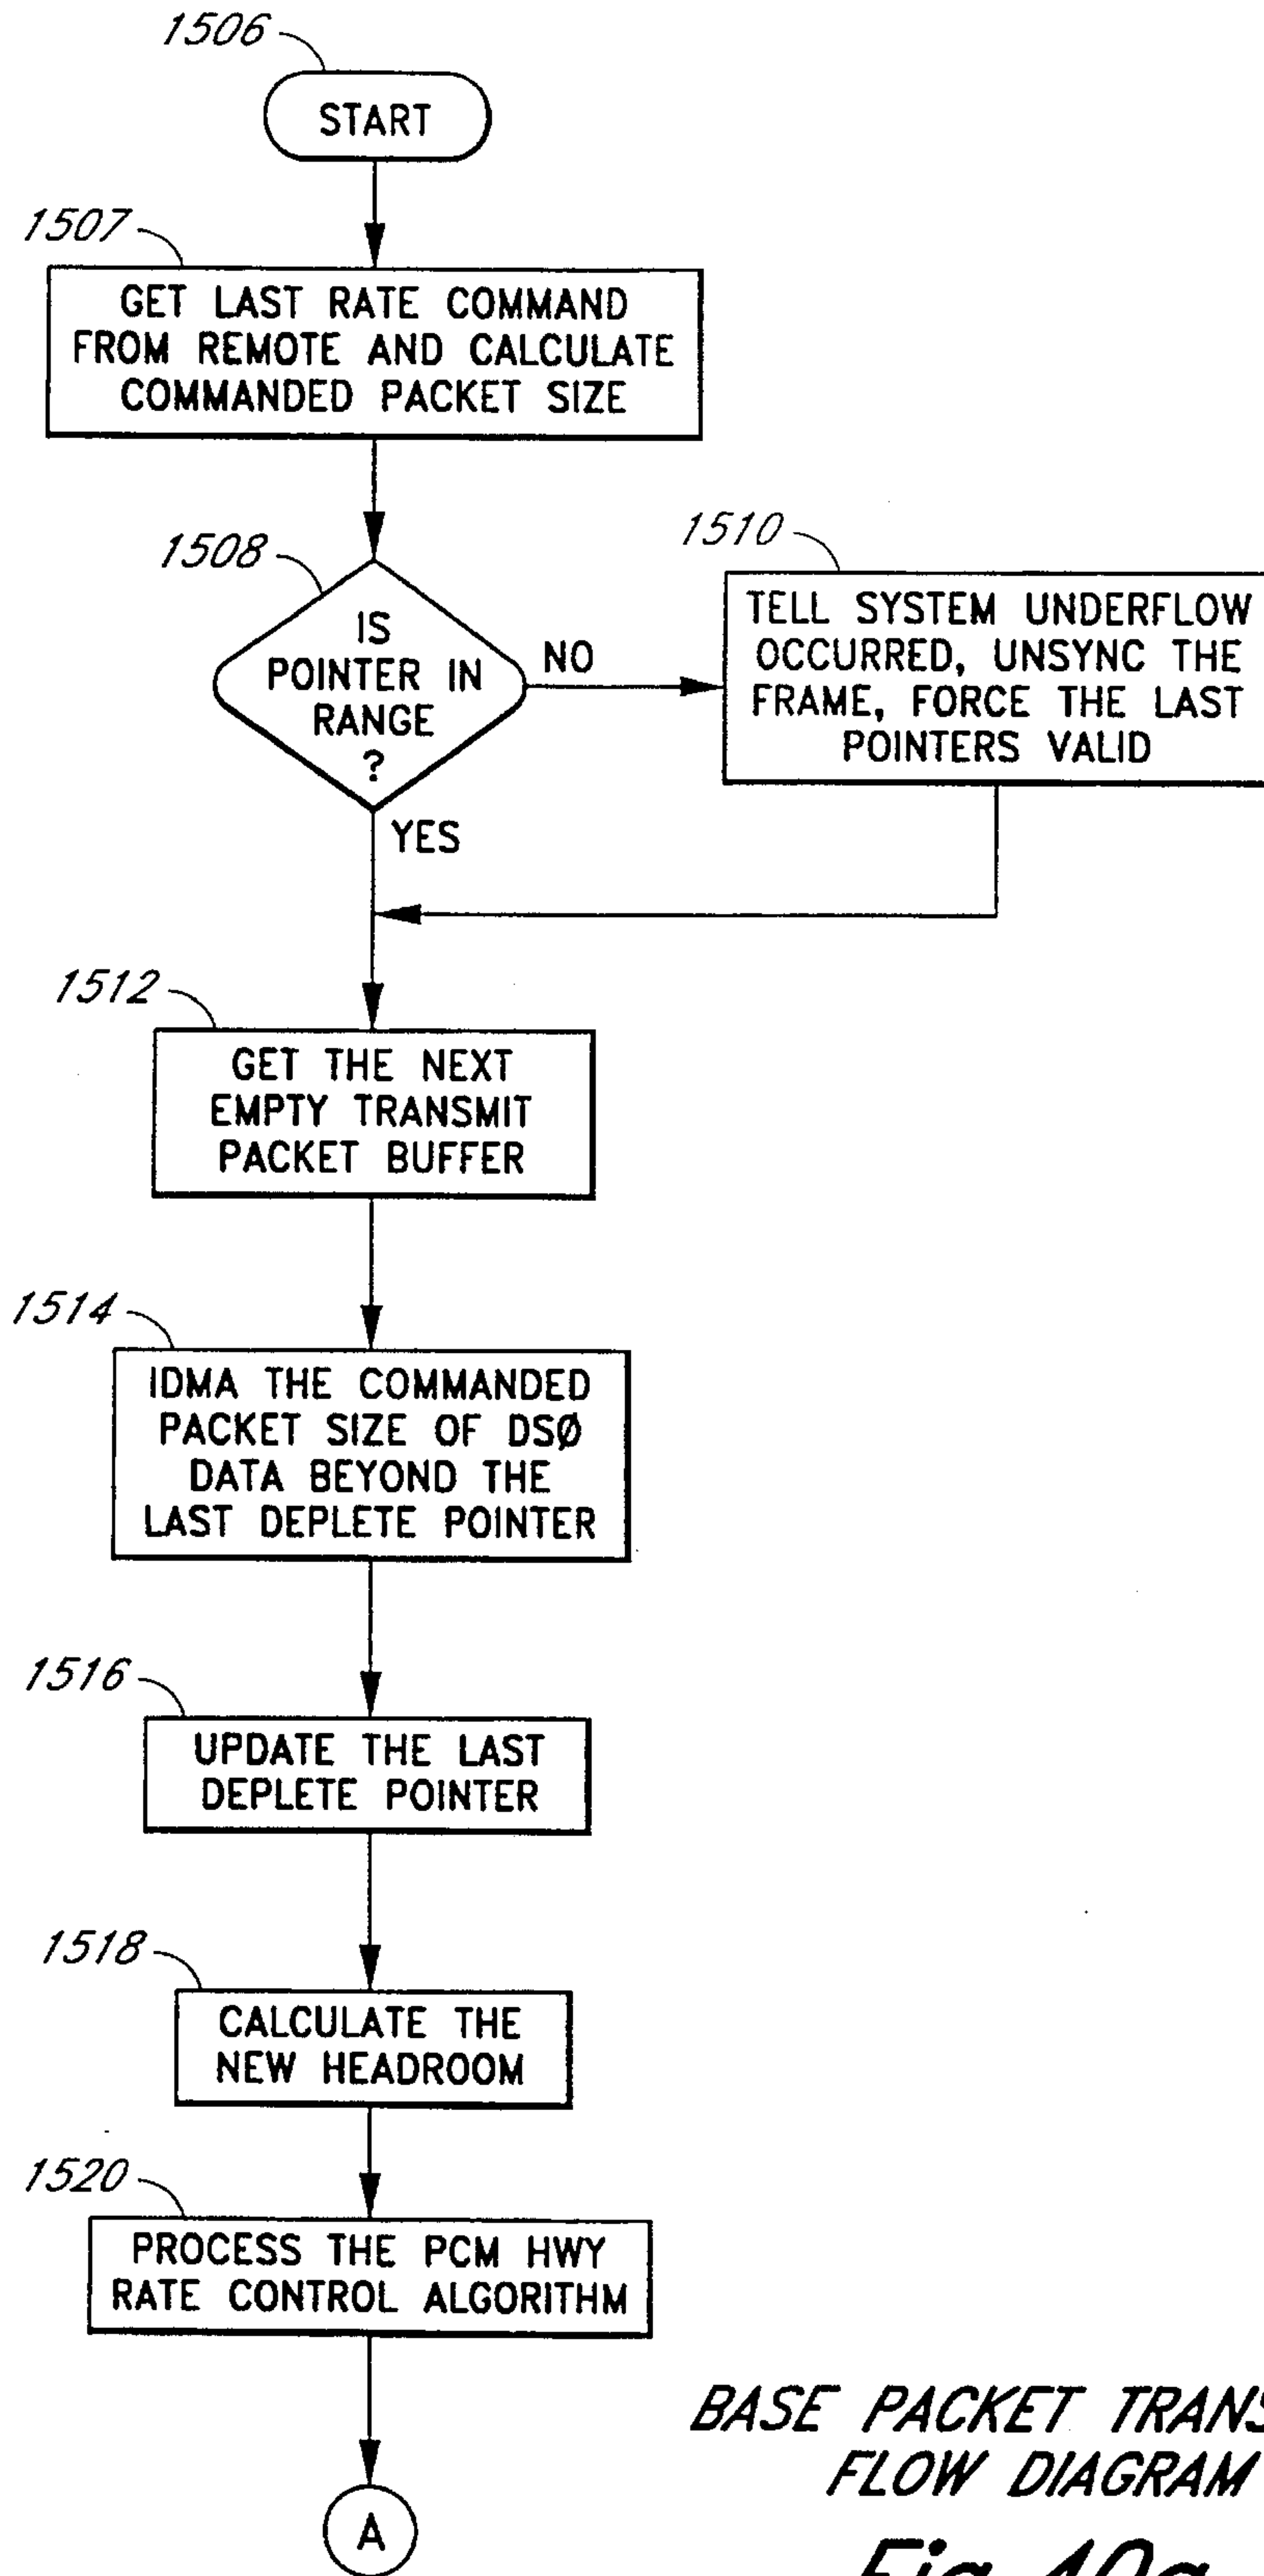 1506
START
1507
GET LAST RATE COMMAND
FROM REMOTE AND CALCULATE
COMMANDED PACKET SIZE
1508
IS
POINTER IN
RANGE
?
NO
YES
1510
TELL SYSTEM UNDERFLOW
OCCURRED, UNSYNC THE
FRAME, FORCE THE LAST
POINTERS VALID
1512
GET THE NEXT
EMPTY TRANSMIT
PACKET BUFFER
1514
IDMA THE COMMANDED
PACKET SIZE OF DSØ
DATA BEYOND THE
LAST DEPLETE POINTER
1516
UPDATE THE LAST
DEPLETE POINTER
1518
CALCULATE THE
NEW HEADROOM
1520
PROCESS THE PCM HWY
RATE CONTROL ALGORITHM
A
BASE PACKET
FLOW DIAGRAM